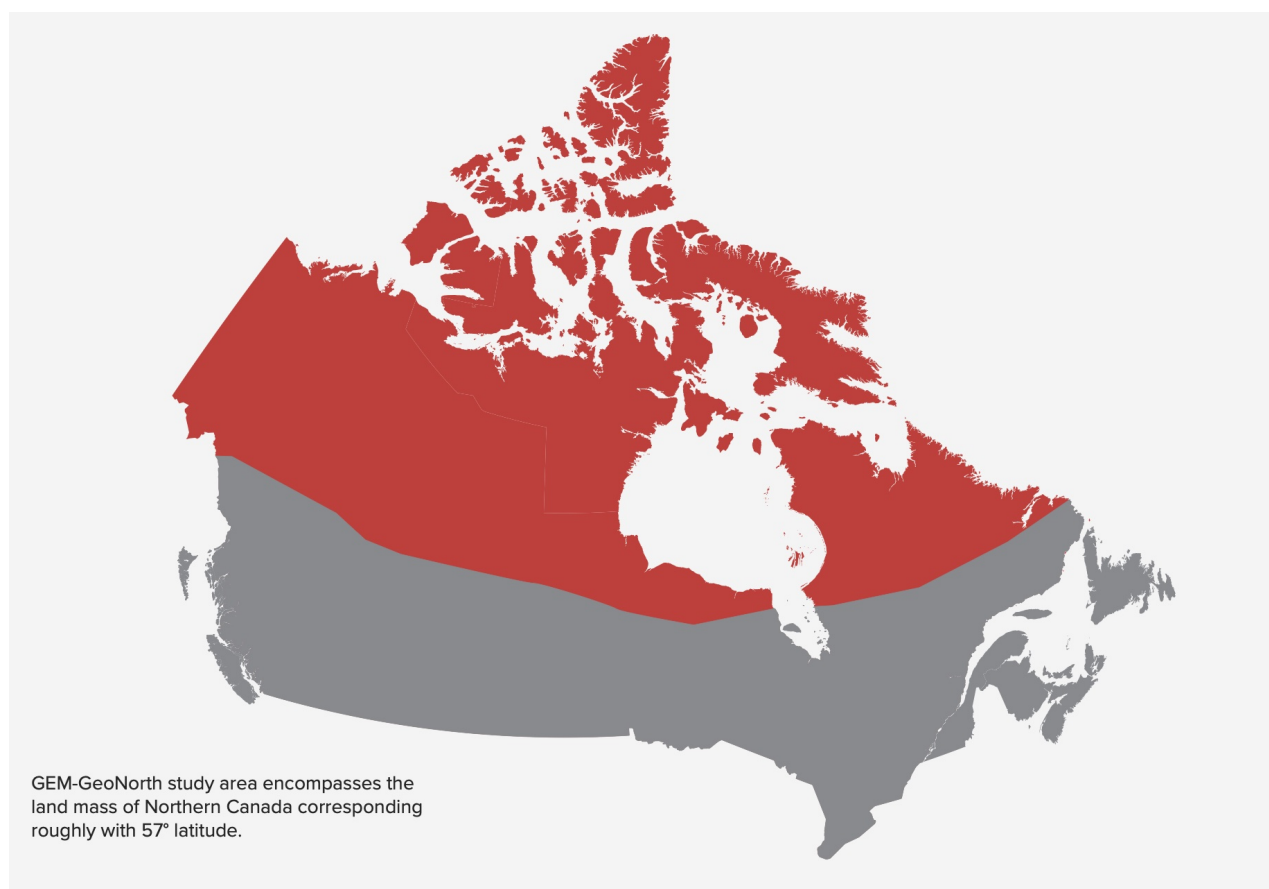 GEM-GeoNorth study area encompasses the
land mass of Northern Canada corresponding
roughly with 57° latitude.